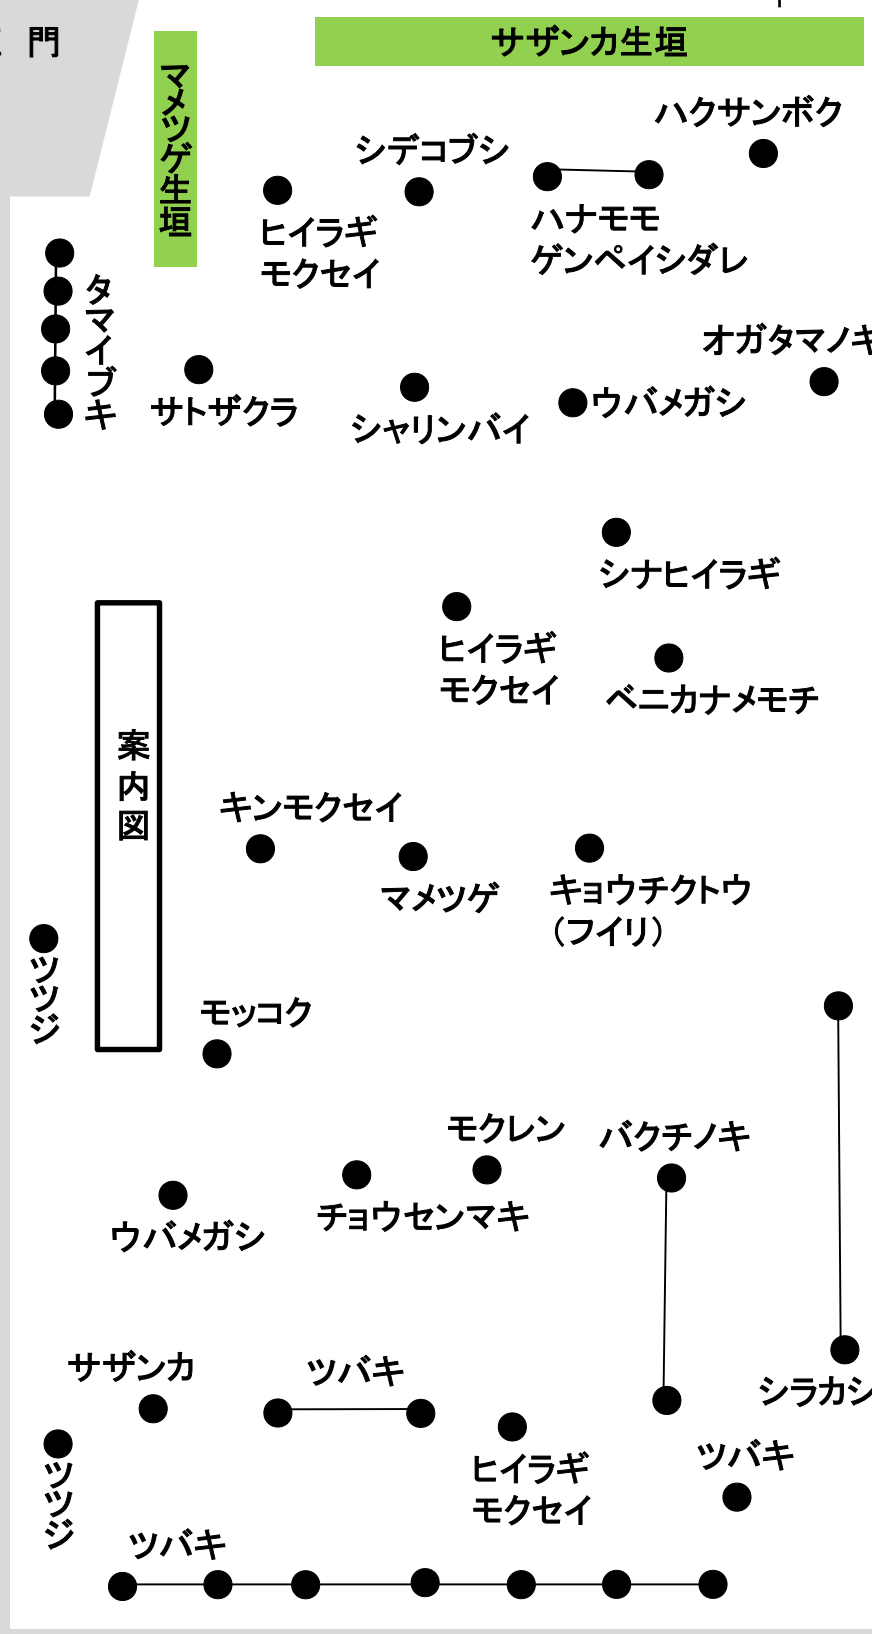 門
サザンカ生垣
マメツゲ生垣
ハクサンボク
シデコブシ
ハナモモ
ゲンペイシダレ
ヒイラギ
モクセイ
タマイブキ
オガタマノキ
サトザクラ
シャリンバイ
ウバメガシ
シナヒイラギ
ヒイラギ
モクセイ
ベニカナメモチ
案内図
キンモクセイ
マメツゲ
キョウチクトウ
（フイリ）
ツツジ
モッコク
モクレン
バクチノキ
チョウセンマキ
ウバメガシ
サザンカ
ツバキ
シラカシ
ヒイラギ
モクセイ
ツバキ
ツツジ
ツバキ